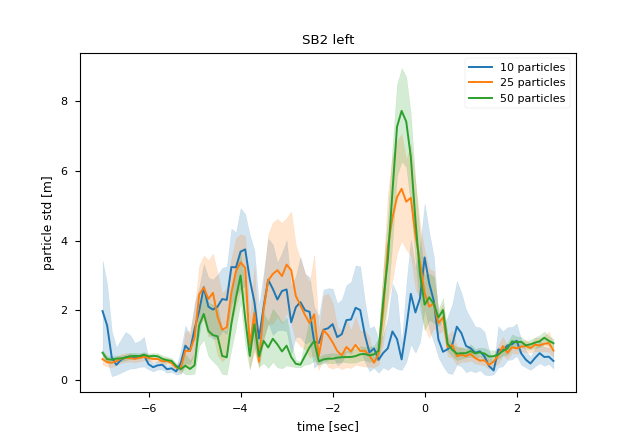 SB2 left
10 particles
25 particles
50 particles
particle std [m]
8
6
4
2
0
−6
−4
−2
0
2
time [sec]